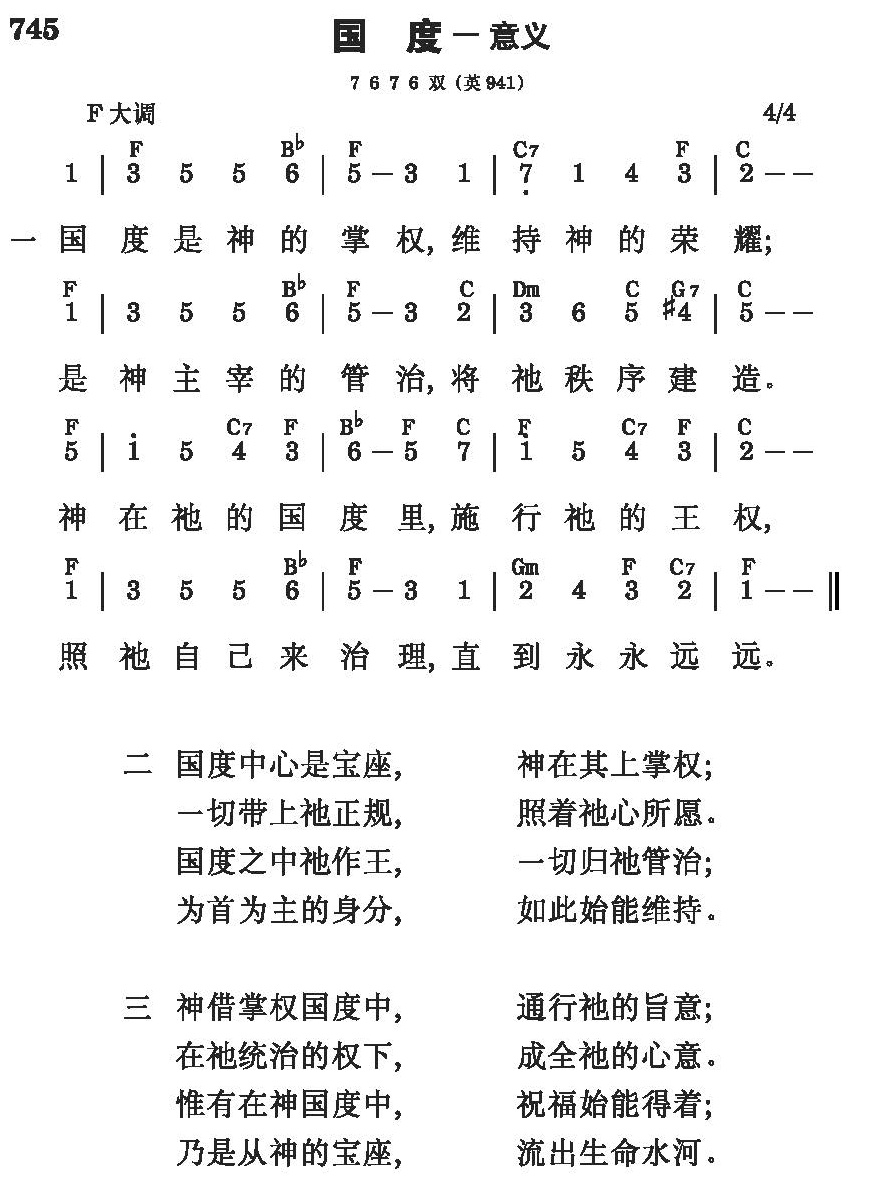 745
国 度 — 意义
7 6 7 6 双 (英 941)
F 大调 4/4
F B♭ F C7 F C
1 | 3 5 5 6 | 5 — 3 1 | 7̣ 1 4 3 | 2 — —
一 国 度 是 神 的 掌 权, 维 持 神 的 荣 耀;
F B♭ F C Dm C G7 C
1 | 3 5 5 6 | 5 — 3 2 | 3 6 5 ♯4 | 5 — —
是 神 主 宰 的 管 治, 将 祂 秩 序 建 造。
F C7 F B♭ F C F C7 F C
5 | 1̇ 5 4 3 | 6 — 5 7 | 1̇ 5 4 3 | 2 — —
神 在 祂 的 国 度 里, 施 行 祂 的 王 权,
F B♭ F Gm F C7 F
1 | 3 5 5 6 | 5 — 3 1 | 2 4 3 2 | 1 — — ‖
照 祂 自 己 来 治 理, 直 到 永 永 远 远。
二 国度中心是宝座, 神在其上掌权;
一切带上祂正规, 照着祂心所愿。
国度之中祂作王, 一切归祂管治;
为首为主的身分, 如此始能维持。
三 神借掌权国度中, 通行祂的旨意;
在祂统治的权下, 成全祂的心意。
惟有在神国度中, 祝福始能得着;
乃是从神的宝座, 流出生命水河。